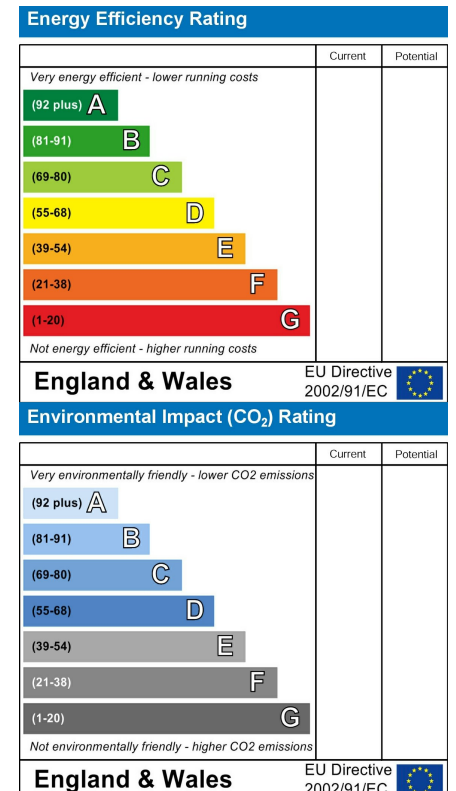 Energy Efficiency Rating
Current Potential
Very energy efficient - lower running costs
(92 plus) A
(81-91) B
(69-80) C
(55-68) D
(39-54) E
(21-38) F
(1-20) G
Not energy efficient - higher running costs
England & Wales
EU Directive
2002/91/EC
Environmental Impact (CO₂) Rating
Current Potential
Very environmentally friendly - lower CO2 emissions
(92 plus) A
(81-91) B
(69-80) C
(55-68) D
(39-54) E
(21-38) F
(1-20) G
Not environmentally friendly - higher CO2 emissions
England & Wales
EU Directive
2002/91/EC